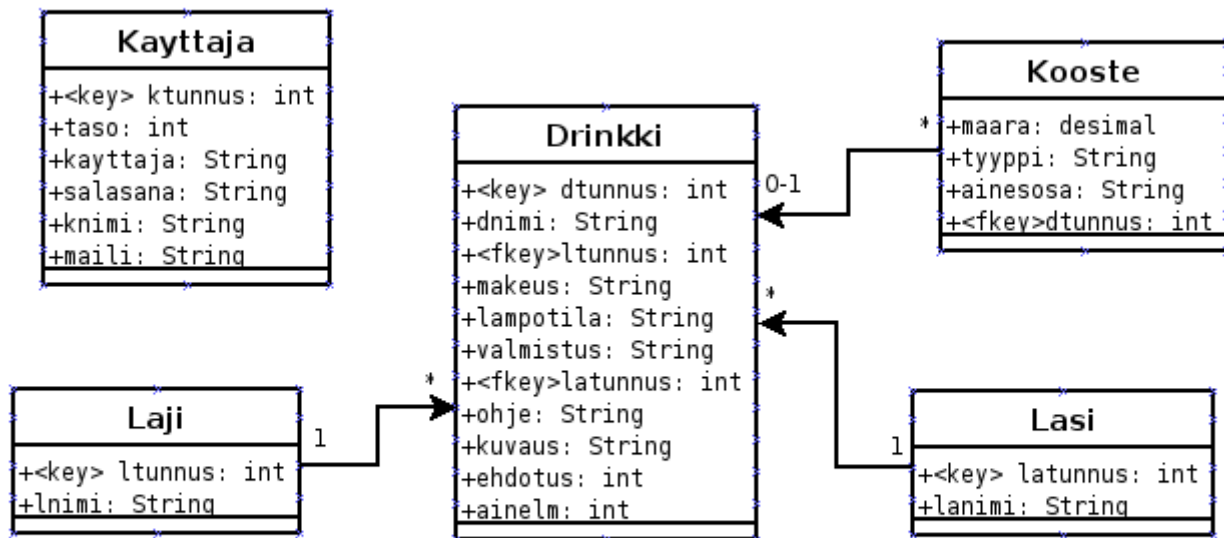 Kayttaja
+<key> ktunnus: int
+taso: int
+kayttaja: String
+salasana: String
+knimi: String
+maili: String
Drinkki
+<key> dtunnus: int
+dnimi: String
+<fkey>ltunnus: int
+makeus: String
+lampotila: String
+valmistus: String
+<fkey>latunnus: int
+ohje: String
+kuvaus: String
+ehdotus: int
+ainelm: int
Kooste
+maara: desimal
+tyyppi: String
+ainesosa: String
+<fkey>dtunnus: int
*
0-1
*
*
1
1
Laji
+<key> ltunnus: int
+lnimi: String
Lasi
+<key> latunnus: int
+lanimi: String